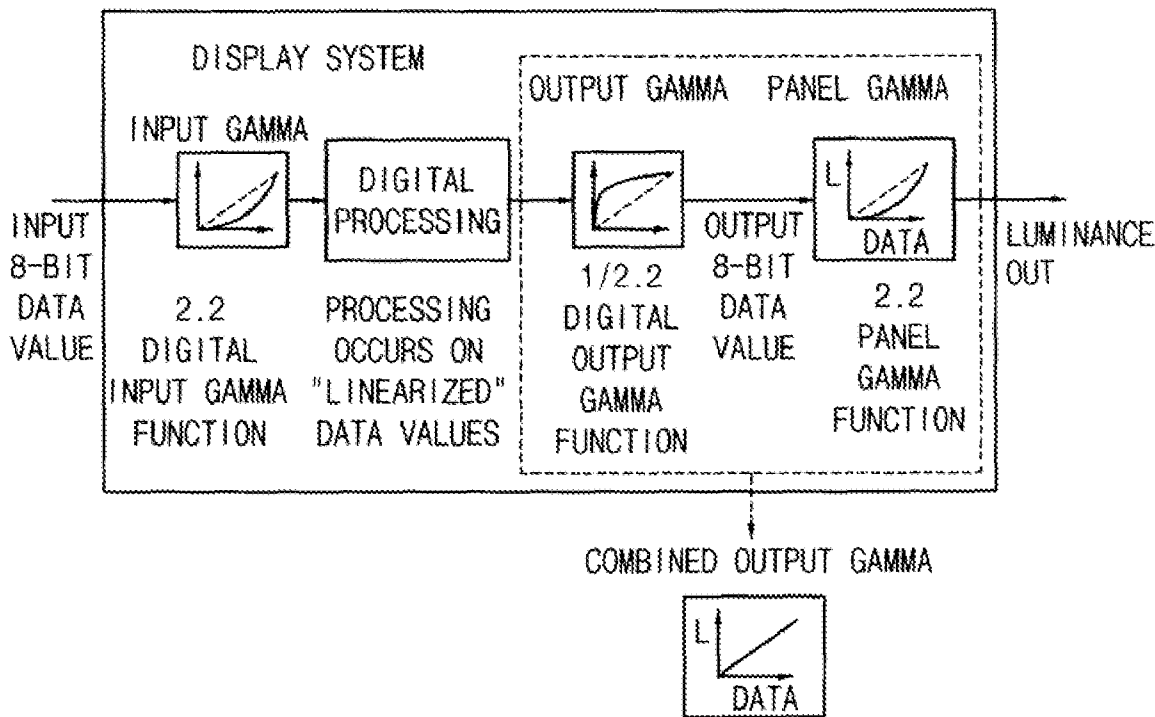 DISPLAY SYSTEM
INPUT GAMMA
OUTPUT GAMMA
PANEL GAMMA
DIGITAL
PROCESSING
L
DATA
INPUT
8-BIT
DATA
VALUE
2.2
DIGITAL
INPUT GAMMA
FUNCTION
PROCESSING
OCCURS ON
"LINEARIZED"
DATA VALUES
1/2.2
DIGITAL
OUTPUT
GAMMA
FUNCTION
OUTPUT
8-BIT
DATA
VALUE
2.2
PANEL
GAMMA
FUNCTION
LUMINANCE
OUT
COMBINED OUTPUT GAMMA
L
DATA